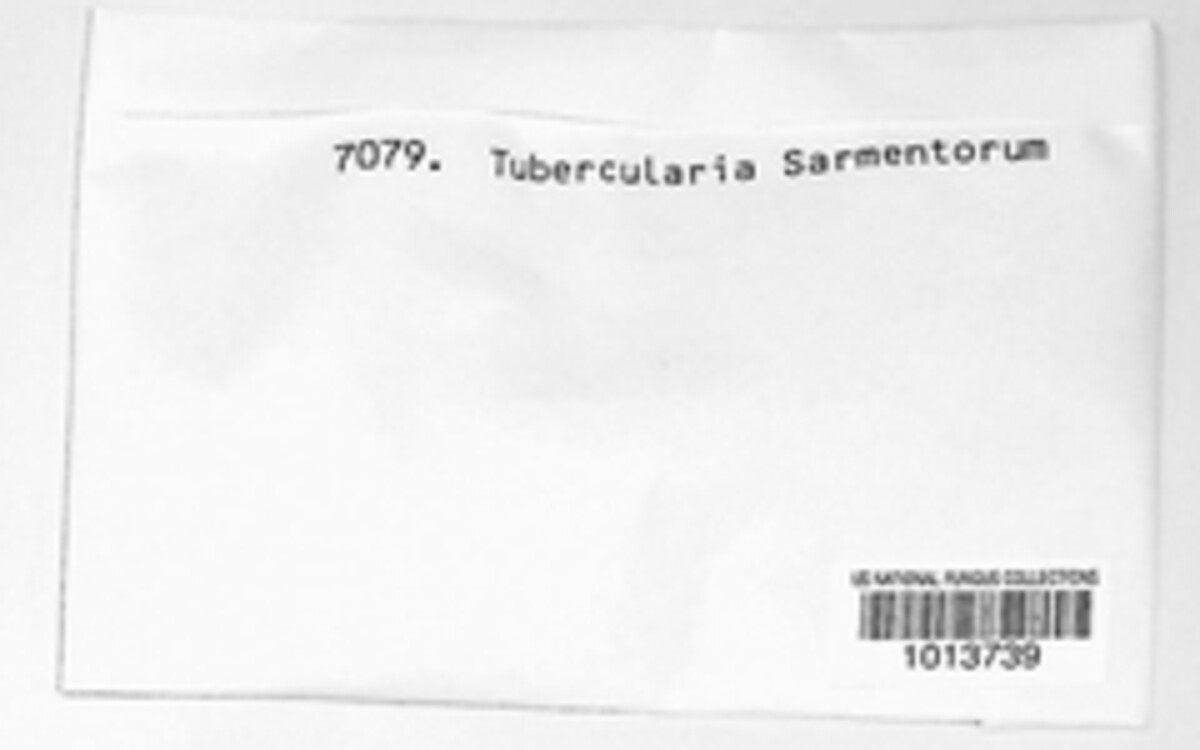 7079. Tubercularia Sarmentorum
US NATIONAL FUNGUS COLLECTIONS
1013739